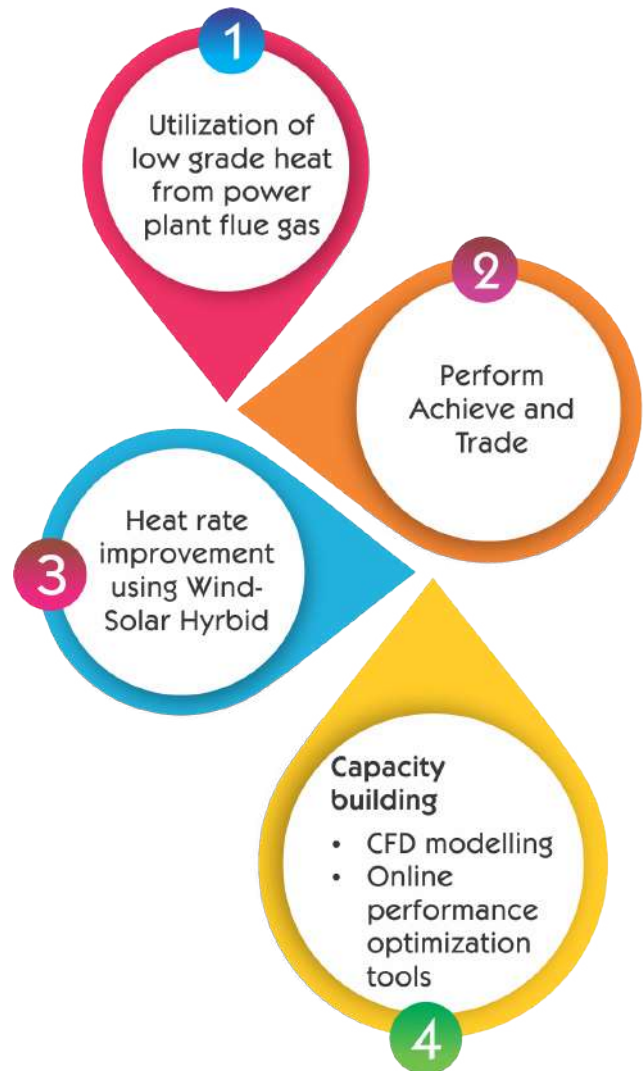 1
Utilization of
low grade heat
from power
plant flue gas
2
Perform
Achieve and
Trade
3
Heat rate
improvement
using Wind-
Solar Hyrbid
Capacity
building
• CFD modelling
• Online
performance
optimization
tools
4